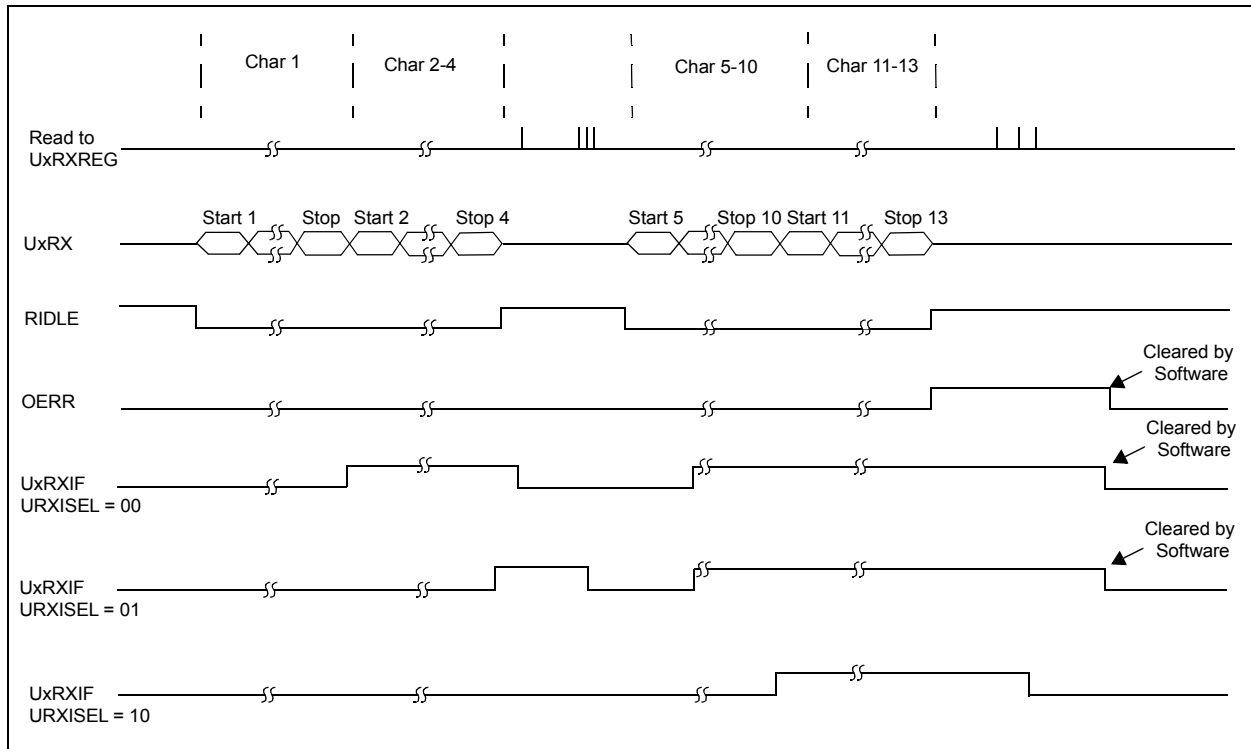 Char 1
Char 2-4
Char 5-10
Char 11-13
Read to
UxRXREG
Start 1
Stop
Start 2
Stop 4
Start 5
Stop 10
Start 11
Stop 13
UxRX
RIDLE
Cleared by
Software
OERR
Cleared by
Software
UxRXIF
URXISEL = 00
Cleared by
Software
UxRXIF
URXISEL = 01
UxRXIF
URXISEL = 10